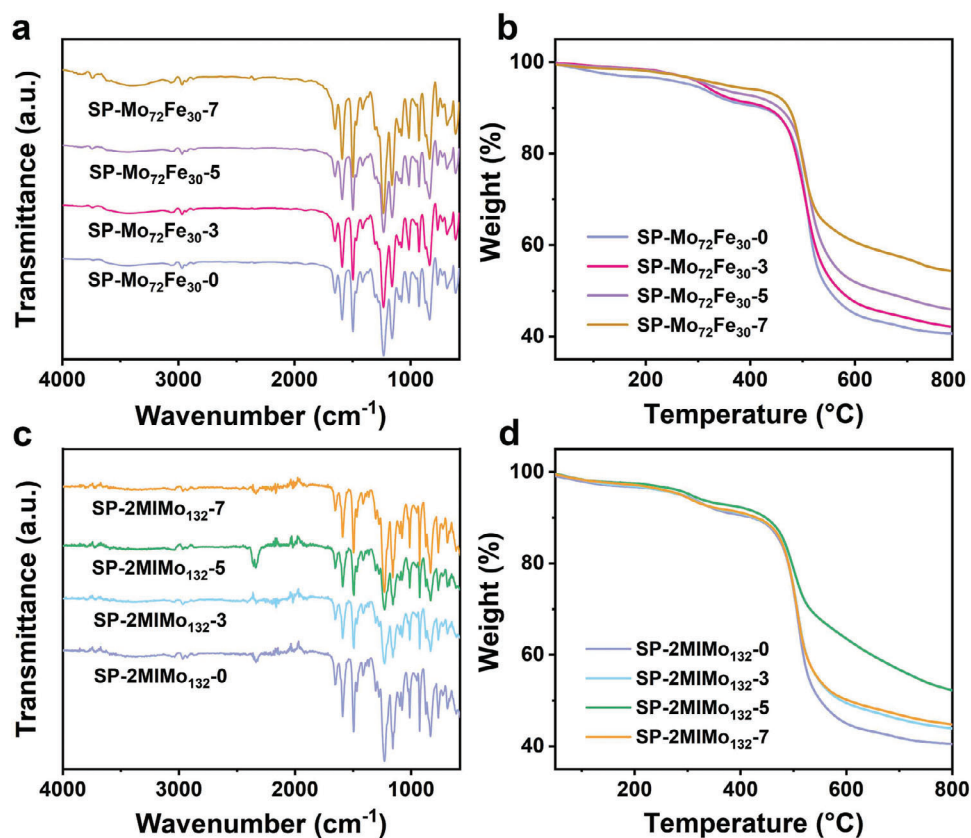 a
Transmittance (a.u.)
SP-Mo₇₂Fe₃₀-7
SP-Mo₇₂Fe₃₀-5
SP-Mo₇₂Fe₃₀-3
SP-Mo₇₂Fe₃₀-0
4000 3000 2000 1000
Wavenumber (cm⁻¹)
b
Weight (%)
100
80
60
40
SP-Mo₇₂Fe₃₀-0
SP-Mo₇₂Fe₃₀-3
SP-Mo₇₂Fe₃₀-5
SP-Mo₇₂Fe₃₀-7
200 400 600 800
Temperature (°C)
c
Transmittance (a.u.)
SP-2MIMo₁₃₂-7
SP-2MIMo₁₃₂-5
SP-2MIMo₁₃₂-3
SP-2MIMo₁₃₂-0
4000 3000 2000 1000
Wavenumber (cm⁻¹)
d
Weight (%)
100
80
60
40
SP-2MIMo₁₃₂-0
SP-2MIMo₁₃₂-3
SP-2MIMo₁₃₂-5
SP-2MIMo₁₃₂-7
200 400 600 800
Temperature (°C)